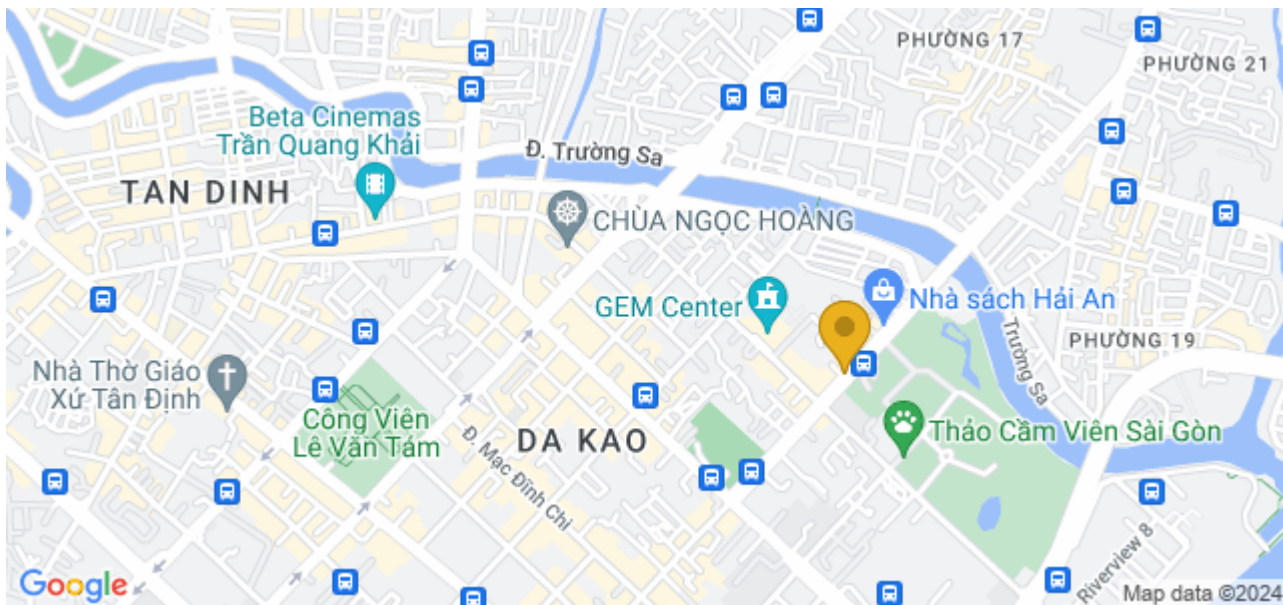 PHƯỜNG 17
PHƯỜNG 21
Beta Cinemas
Trần Quang Khải
Đ. Trường Sa
TAN DINH
CHÙA NGỌC HOÀNG
GEM Center
Nhà sách Hải An
Trường Sa
PHƯỜNG 19
Nhà Thờ Giáo
Xứ Tân Định
Công Viên
Lê Văn Tám
Đ. Mạc Đĩnh Chi
DA KAO
Thảo Cầm Viên Sài Gòn
Riverview 8
Google
Map data ©2024